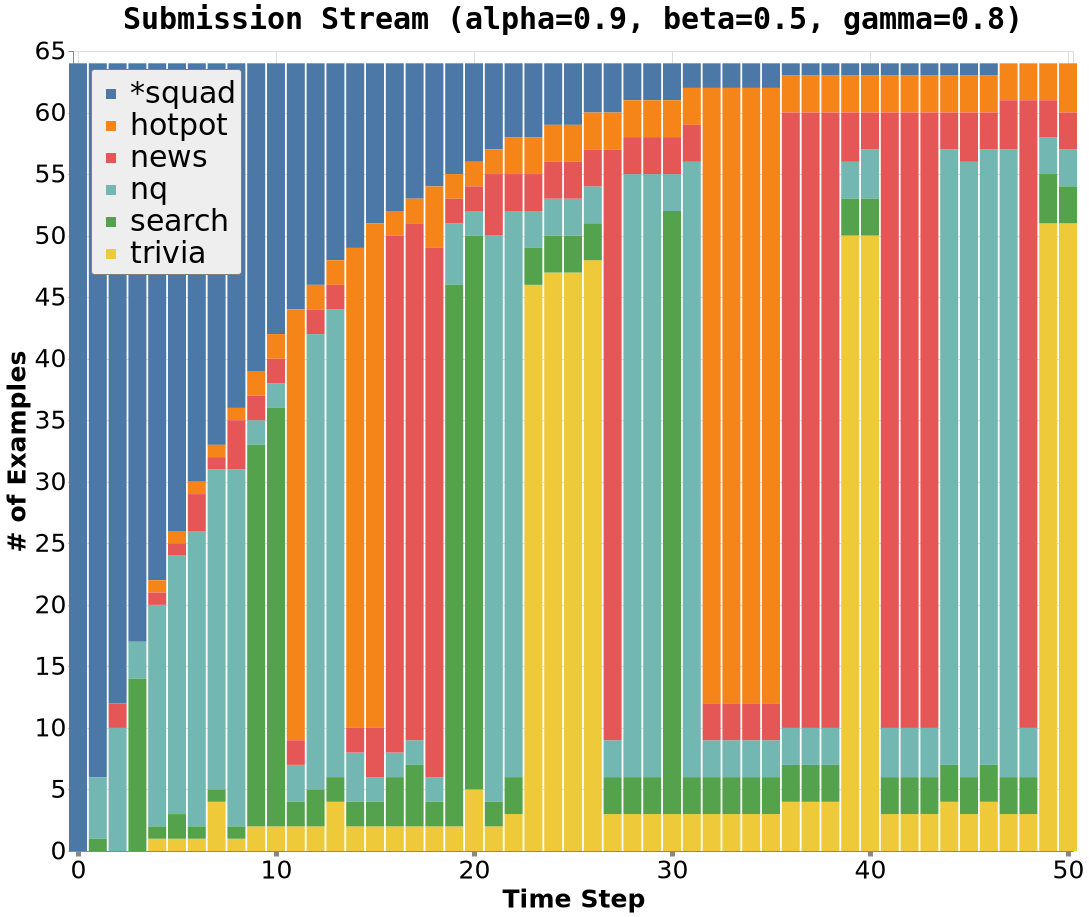 Submission Stream (alpha=0.9, beta=0.5, gamma=0.8)
65
60
55
50
45
40
35
30
25
20
15
10
5
0
# of Examples
*squad
hotpot
news
nq
search
trivia
0 10 20 30 40 50
Time Step